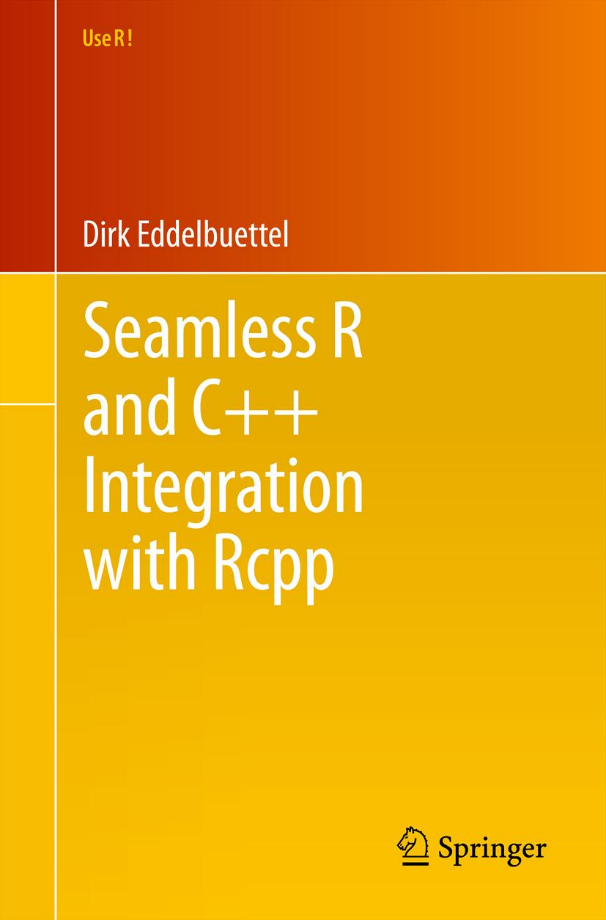 Use R!
Dirk Eddelbuettel
Seamless R
and C++
Integration
with Rcpp
Springer